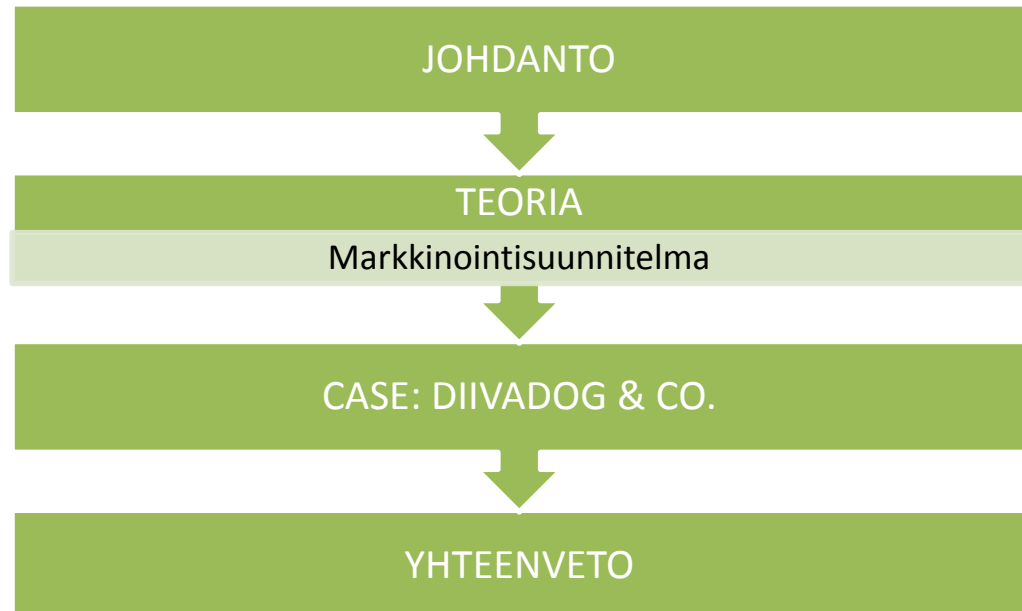 JOHDANTO
TEORIA
Markkinointisuunnitelma
CASE: DIIVADOG & CO.
YHTEENVETO